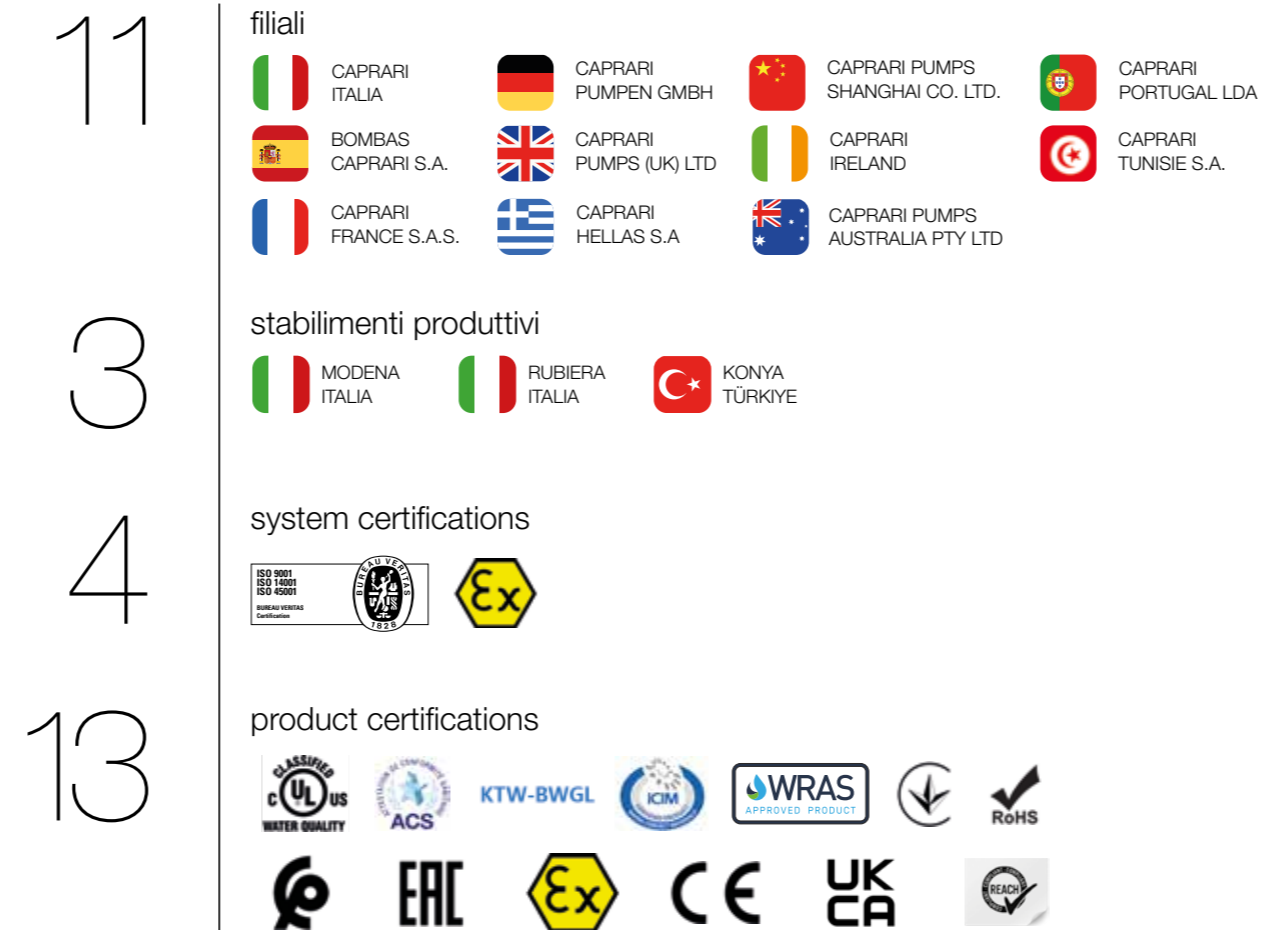 11
filiali
CAPRARI
ITALIA
CAPRARI
PUMPEN GMBH
CAPRARI PUMPS
SHANGHAI CO. LTD.
CAPRARI
PORTUGAL LDA
BOMBAS
CAPRARI S.A.
CAPRARI
PUMPS (UK) LTD
CAPRARI
IRELAND
CAPRARI
TUNISIE S.A.
CAPRARI
FRANCE S.A.S.
CAPRARI
HELLAS S.A
CAPRARI PUMPS
AUSTRALIA PTY LTD
3
stabilimenti produttivi
MODENA
ITALIA
RUBIERA
ITALIA
KONYA
TÜRKIYE
4
system certifications
ISO 9001
ISO 14001
ISO 45001
BUREAU VERITAS
Certification
BUREAU VERITAS
1828
Ex
13
product certifications
CLASSIFIED
C UL US
WATER QUALITY
ACS
KTW-BWGL
ICIM
WRAS
APPROVED PRODUCT
RoHS
EAC
Ex
CE
UK
CA
REACH